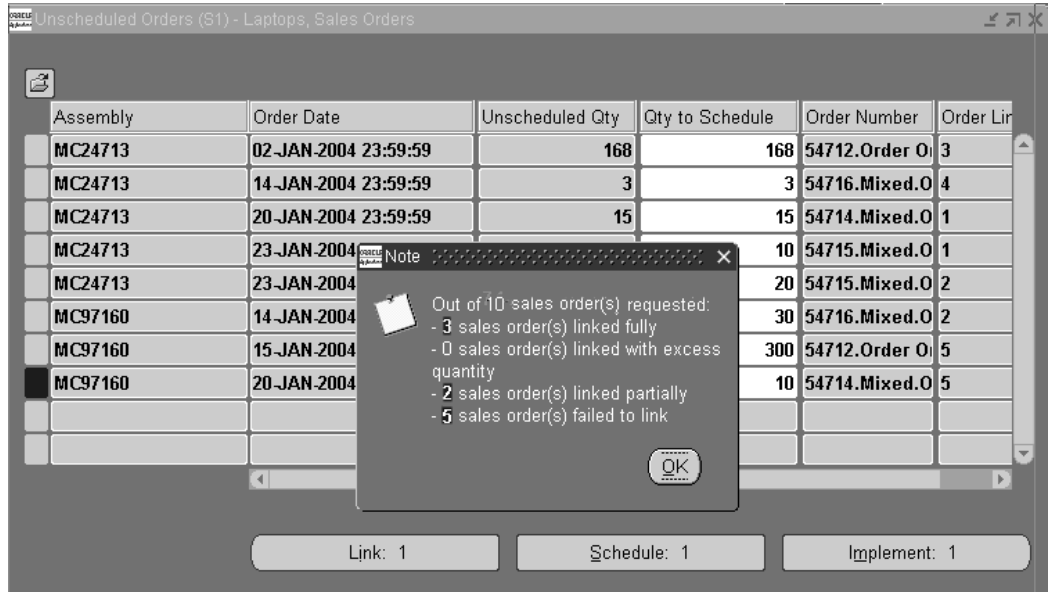 ORACLE Applications Unscheduled Orders (S1) - Laptops, Sales Orders
Assembly Order Date Unscheduled Qty Qty to Schedule Order Number Order Lin
MC24713 02-JAN-2004 23:59:59 168 168 54712.Order O 3
MC24713 14-JAN-2004 23:59:59 3 3 54716.Mixed.O 4
MC24713 20-JAN-2004 23:59:59 15 15 54714.Mixed.O 1
MC24713 23-JAN-2004 10 54715.Mixed.O 1
MC24713 23-JAN-2004 20 54715.Mixed.O 2
MC97160 14-JAN-2004 30 54716.Mixed.O 2
MC97160 15-JAN-2004 300 54712.Order O 5
MC97160 20-JAN-2004 10 54714.Mixed.O 5
ORACLE Applications Note
Out of 10 sales order(s) requested:
- 3 sales order(s) linked fully
- 0 sales order(s) linked with excess
quantity
- 2 sales order(s) linked partially
- 5 sales order(s) failed to link
OK
Link: 1 Schedule: 1 Implement: 1